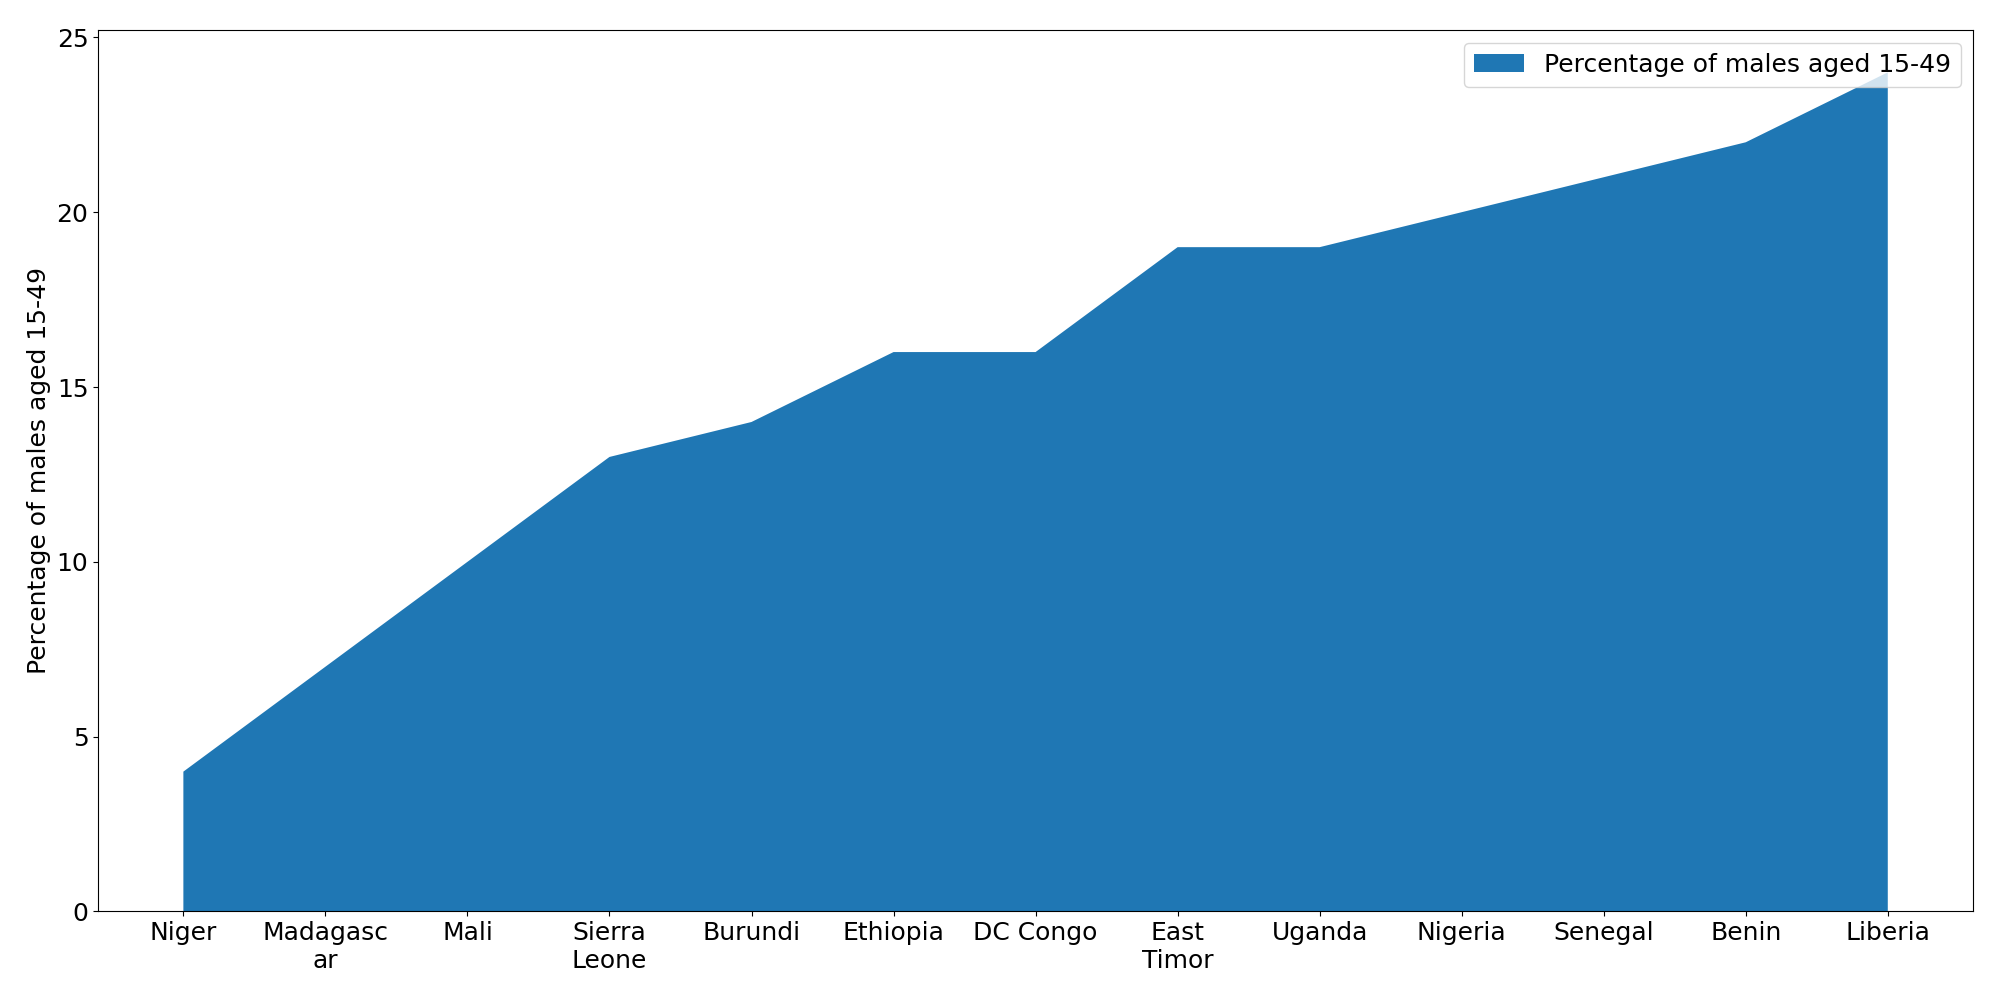 Percentage of males aged 15-49
Percentage of males aged 15-49
25
20
15
10
5
0
Niger
Madagasc
ar
Mali
Sierra
Leone
Burundi
Ethiopia
DC Congo
East
Timor
Uganda
Nigeria
Senegal
Benin
Liberia